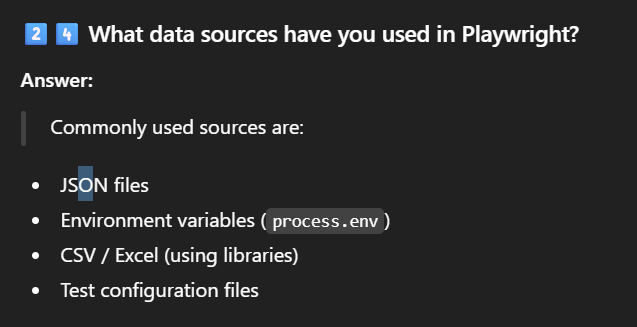 2️⃣ 4️⃣ What data sources have you used in Playwright?
Answer:
Commonly used sources are:
• JSON files
• Environment variables (process.env)
• CSV / Excel (using libraries)
• Test configuration files